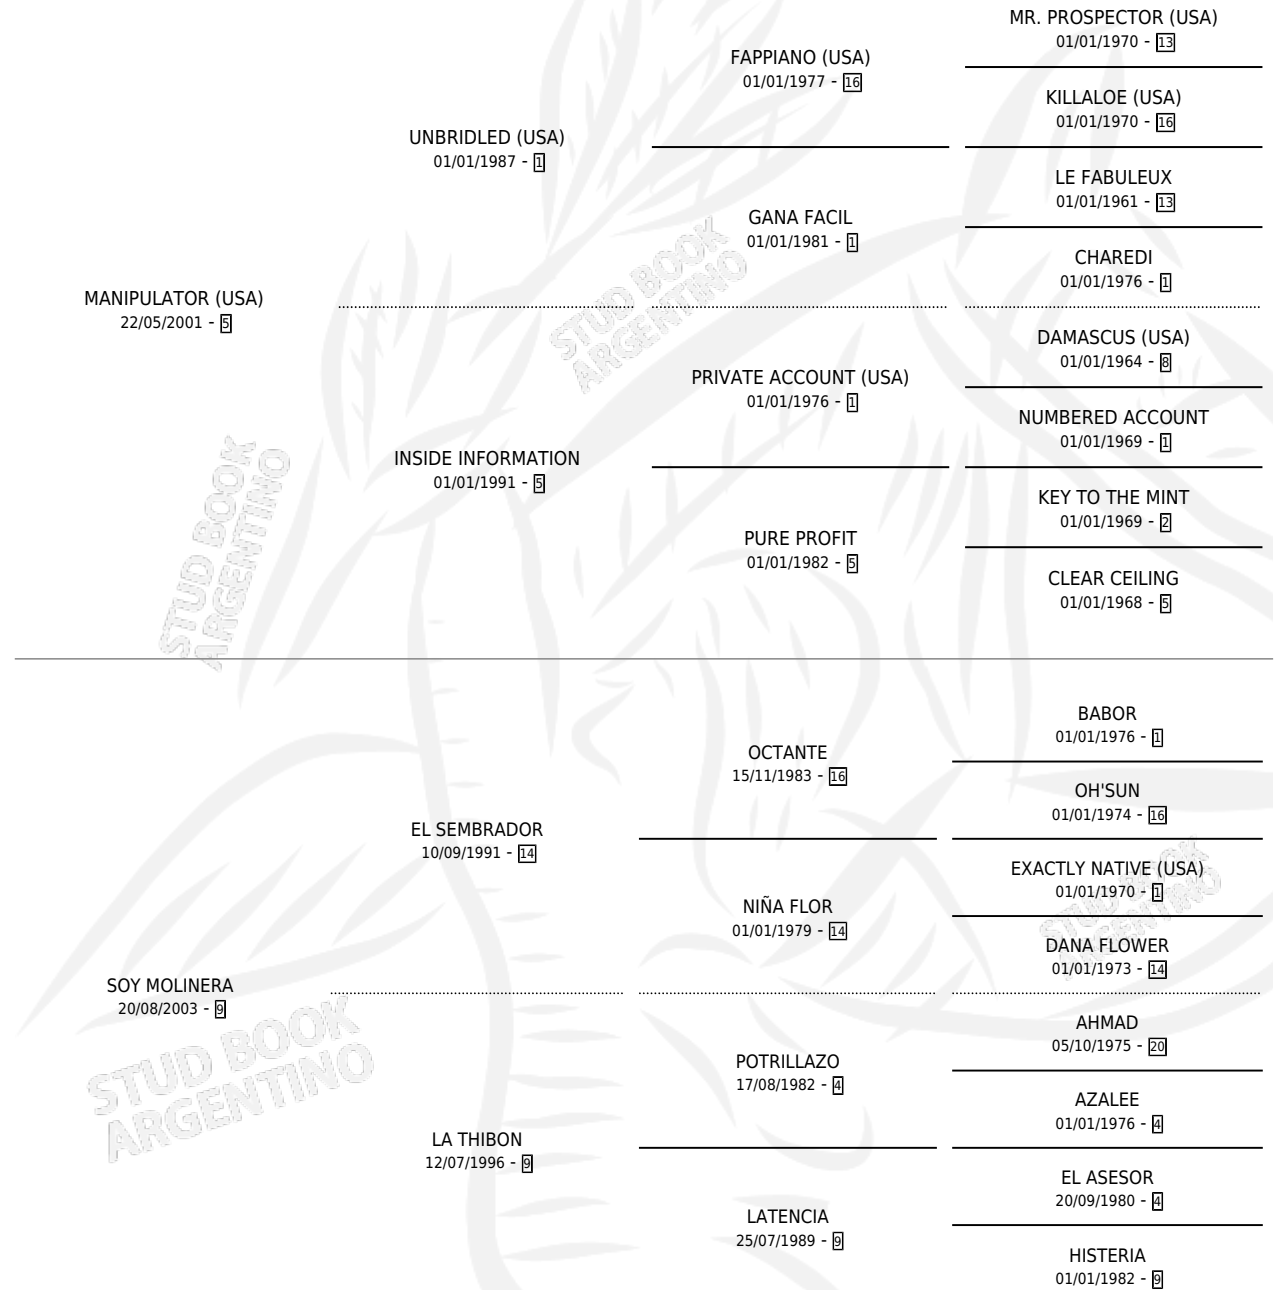 MR. PROSPECTOR (USA)
01/01/1970 - 13
FAPPIANO (USA)
01/01/1977 - 16
KILLALOE (USA)
01/01/1970 - 16
UNBRIDLED (USA)
01/01/1987 - 1
LE FABULEUX
01/01/1961 - 13
GANA FACIL
01/01/1981 - 1
CHAREDI
01/01/1976 - 1
MANIPULATOR (USA)
22/05/2001 - 5
DAMASCUS (USA)
01/01/1964 - 8
PRIVATE ACCOUNT (USA)
01/01/1976 - 1
NUMBERED ACCOUNT
01/01/1969 - 1
INSIDE INFORMATION
01/01/1991 - 5
KEY TO THE MINT
01/01/1969 - 2
PURE PROFIT
01/01/1982 - 5
CLEAR CEILING
01/01/1968 - 5
BABOR
01/01/1976 - 1
OCTANTE
15/11/1983 - 16
OH'SUN
01/01/1974 - 16
EL SEMBRADOR
10/09/1991 - 14
EXACTLY NATIVE (USA)
01/01/1970 - 1
NIÑA FLOR
01/01/1979 - 14
DANA FLOWER
01/01/1973 - 14
SOY MOLINERA
20/08/2003 - 9
AHMAD
05/10/1975 - 20
POTRILLAZO
17/08/1982 - 4
AZALEE
01/01/1976 - 4
LA THIBON
12/07/1996 - 9
EL ASESOR
20/09/1980 - 4
LATENCIA
25/07/1989 - 9
HISTERIA
01/01/1982 - 9
STUD BOOK
ARGENTINO
STUD BOOK
ARGENTINO
STUD BOOK
ARGENTINO
STUD BOOK
ARGENTINO